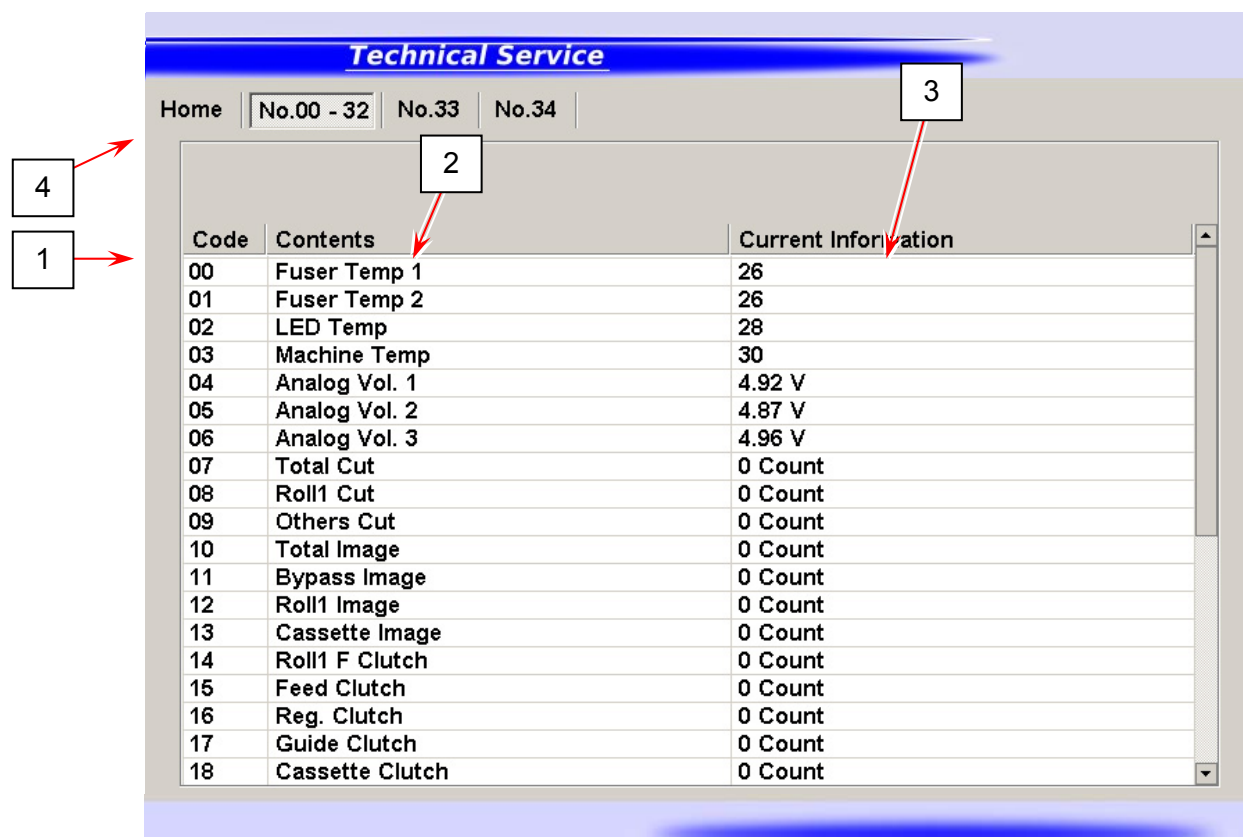 Technical Service
3
Home No.00 - 32 No.33 No.34
2
4
Code Contents Current Information
1
00 Fuser Temp 1 26
01 Fuser Temp 2 26
02 LED Temp 28
03 Machine Temp 30
04 Analog Vol. 1 4.92 V
05 Analog Vol. 2 4.87 V
06 Analog Vol. 3 4.96 V
07 Total Cut 0 Count
08 Roll1 Cut 0 Count
09 Others Cut 0 Count
10 Total Image 0 Count
11 Bypass Image 0 Count
12 Roll1 Image 0 Count
13 Cassette Image 0 Count
14 Roll1 F Clutch 0 Count
15 Feed Clutch 0 Count
16 Reg. Clutch 0 Count
17 Guide Clutch 0 Count
18 Cassette Clutch 0 Count